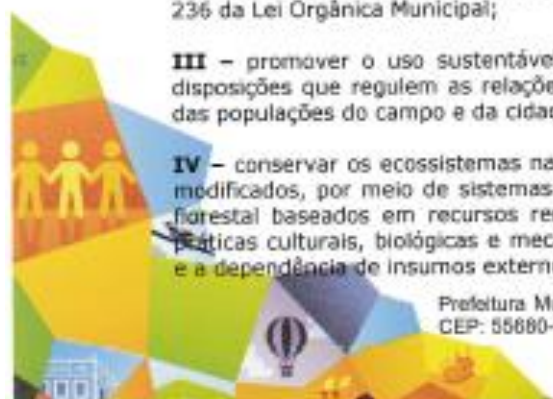 236 da Lei Orgânica Municipal;
III – promover o uso sustentáve
disposições que regulem as relaçõe
das populações do campo e da cidad
IV – conservar os ecossistemas na
modificados, por meio de sistemas
florestal baseados em recursos re
práticas culturais, biológicas e mec
e a dependência de insumos extern
Prefeitura M
CEP: 55680-